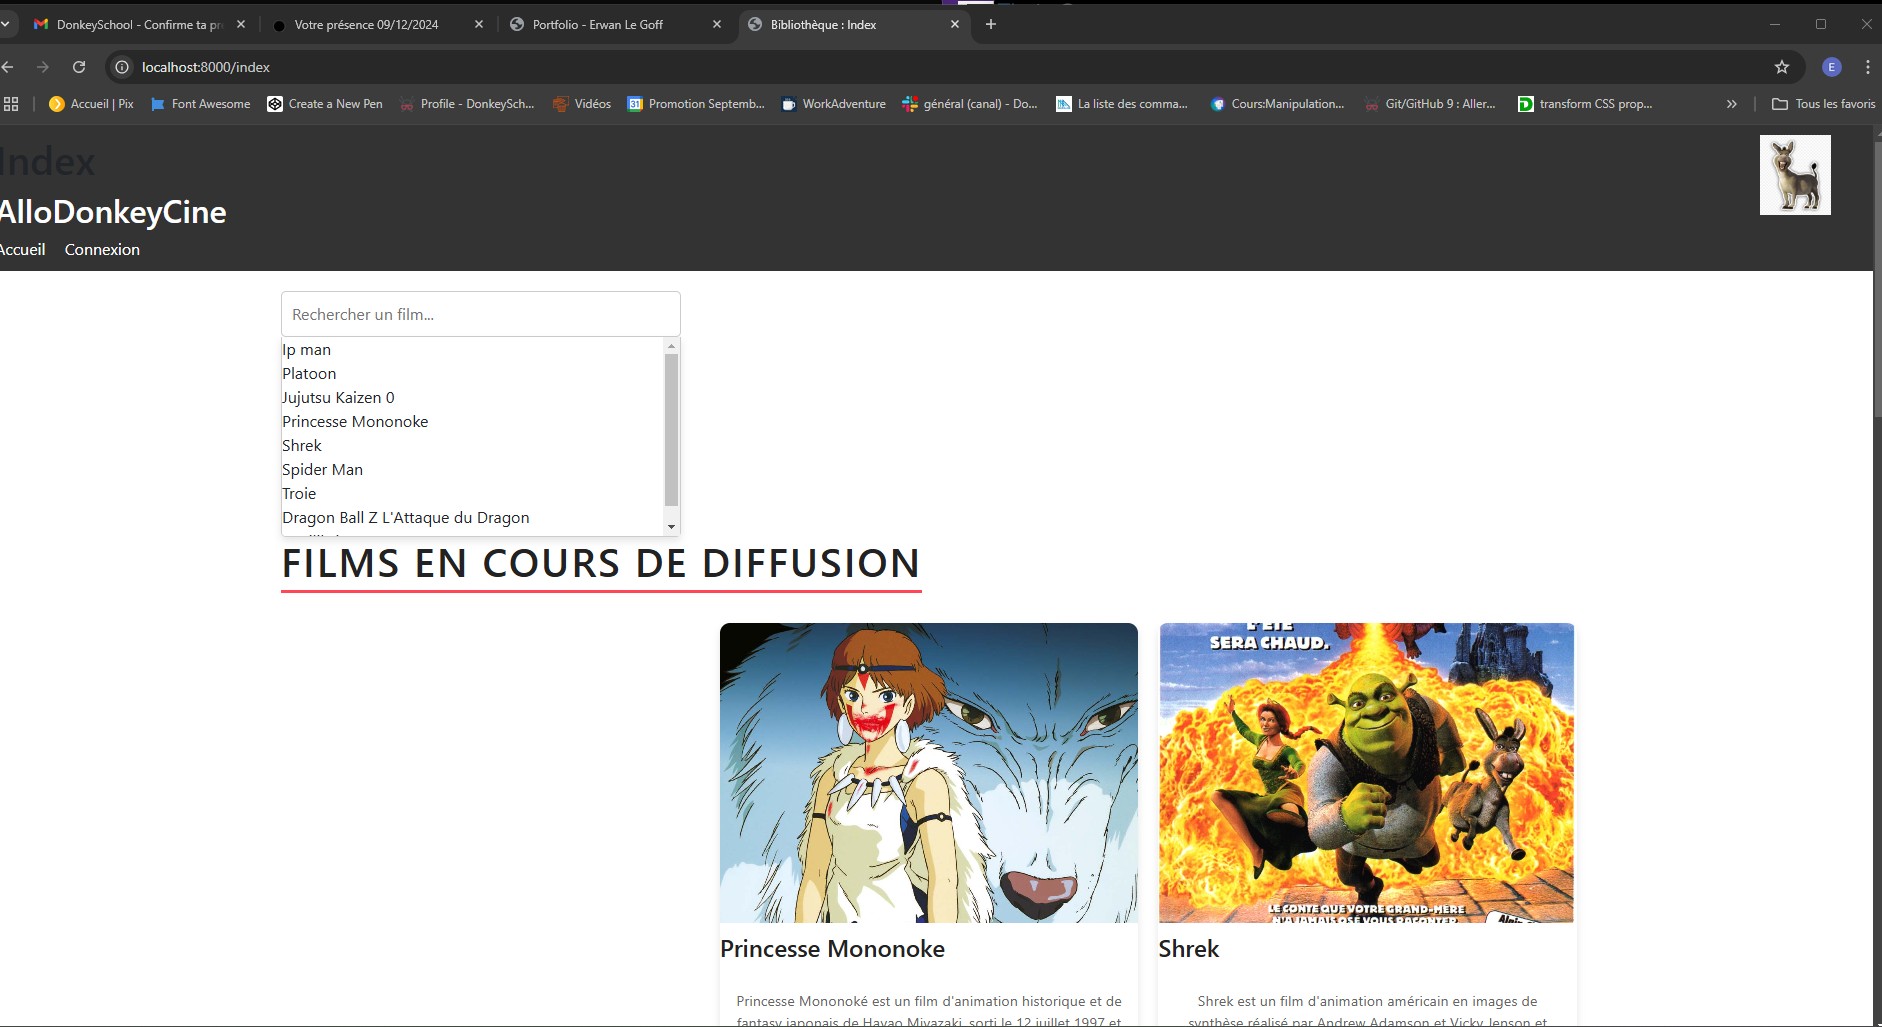 DonkeySchool - Confirme ta pr
Votre présence 09/12/2024
Portfolio - Erwan Le Goff
Bibliothèque : Index
localhost:8000/index
E
Accueil | Pix
Font Awesome
Create a New Pen
Profile - DonkeySch...
Vidéos
31
Promotion Septemb...
WorkAdventure
général (canal) - Do...
La liste des comma...
Cours:Manipulation...
Git/GitHub 9 : Aller...
transform CSS prop...
Tous les favoris
Index
AlloDonkeyCine
Accueil Connexion
Rechercher un film...
Ip man
Platoon
Jujutsu Kaizen 0
Princesse Mononoke
Shrek
Spider Man
Troie
Dragon Ball Z L'Attaque du Dragon
FILMS EN COURS DE DIFFUSION
L'ÉTÉ
SERA CHAUD.
LE CONTE QUE VOTRE GRAND-MÈRE
N'A JAMAIS OSÉ VOUS RACONTER
Princesse Mononoke
Shrek
Princesse Mononoké est un film d'animation historique et de
fantasy japonais de Hayao Miyazaki, sorti le 12 juillet 1997 et
Shrek est un film d'animation américain en images de
synthèse réalisé par Andrew Adamson et Vicky Jenson et